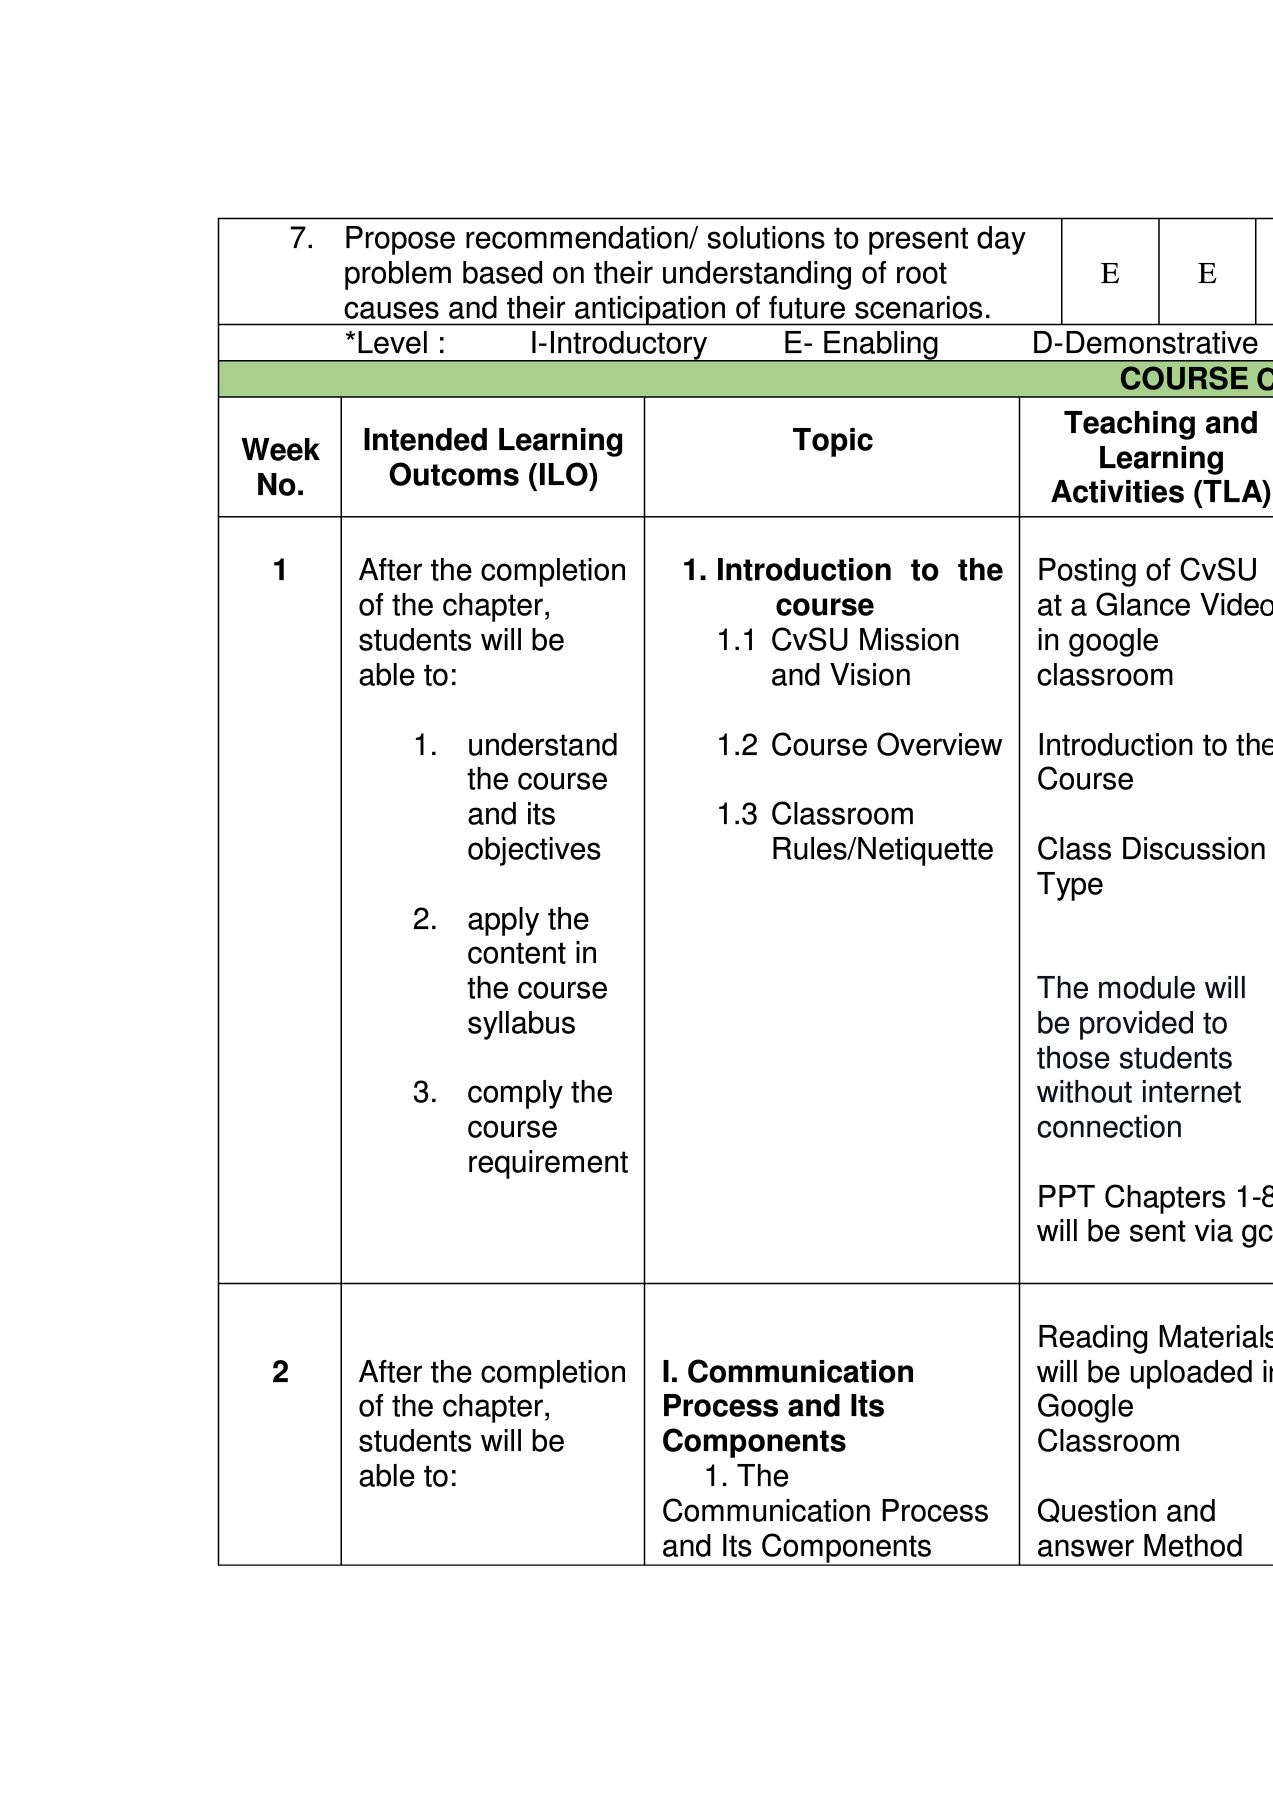 7. Propose recommendation/ solutions to present day
problem based on their understanding of root
causes and their anticipation of future scenarios.
E
E
*Level : I-Introductory E- Enabling D-Demonstrative
COURSE
Week
No.
Intended Learning
Outcoms (ILO)
Topic
Teaching and
Learning
Activities (TLA)
1
After the completion
of the chapter,
students will be
able to:
1. understand
the course
and its
objectives
2. apply the
content in
the course
syllabus
3. comply the
course
requirement
1. Introduction to the
course
1.1 CvSU Mission
and Vision
1.2 Course Overview
1.3 Classroom
Rules/Netiquette
Posting of CvSU
at a Glance Video
in google
classroom
Introduction to the
Course
Class Discussion
Type
The module will
be provided to
those students
without internet
connection
PPT Chapters 1-8
will be sent via gc
2
After the completion
of the chapter,
students will be
able to:
I. Communication
Process and Its
Components
1. The
Communication Process
and Its Components
Reading Materials
will be uploaded in
Google
Classroom
Question and
answer Method